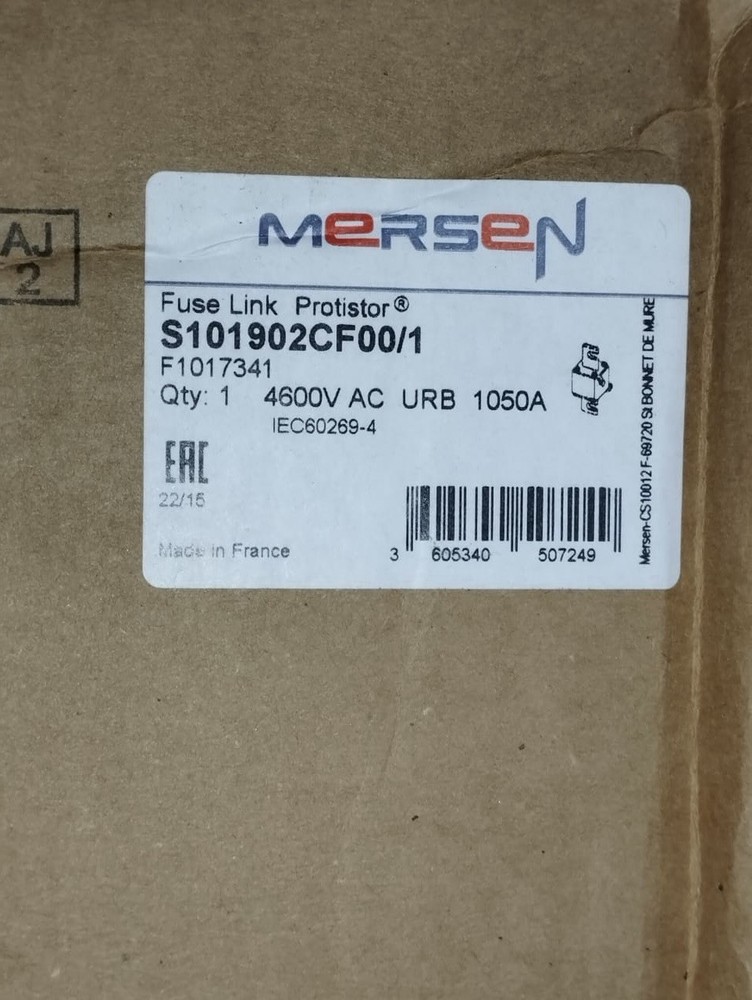 AJ
2
MERSEN
Fuse Link Protistor®
S101902CF00/1
F1017341
Qty: 1 4600V AC URB 1050A
IEC60269-4
EAC
22/15
Made in France
3 605340 507249
Mersen-CS10012 F-69720 St BONNET DE MURE